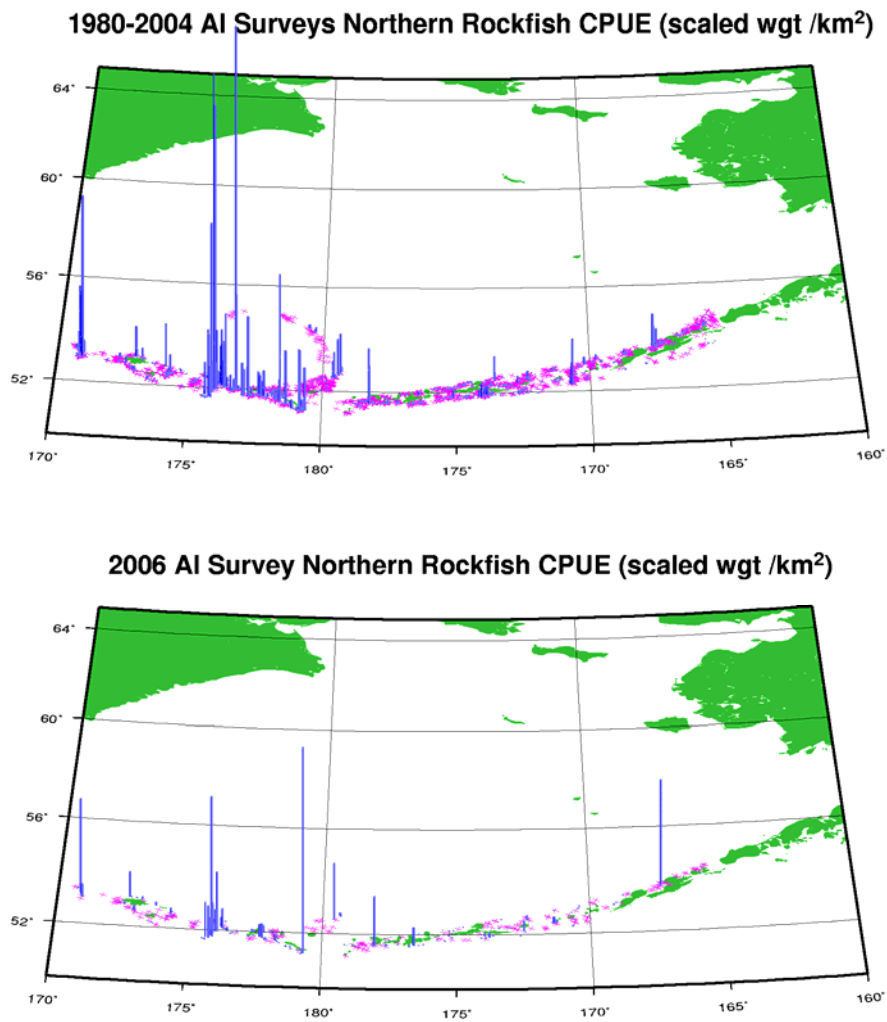 1980-2004 AI Surveys Northern Rockfish CPUE (scaled wgt /km²)
64˚
60˚
56˚
52˚
170˚ 175˚ 180˚ 175˚ 170˚ 165˚ 160˚
2006 AI Survey Northern Rockfish CPUE (scaled wgt /km²)
64˚
60˚
56˚
52˚
170˚ 175˚ 180˚ 175˚ 170˚ 165˚ 160˚